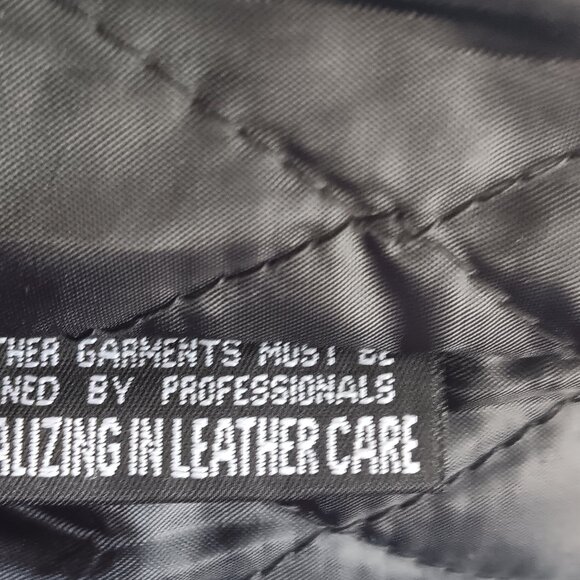 THER GARMENTS MUST BE
NED BY PROFESSIONALS
ALIZING IN LEATHER CARE